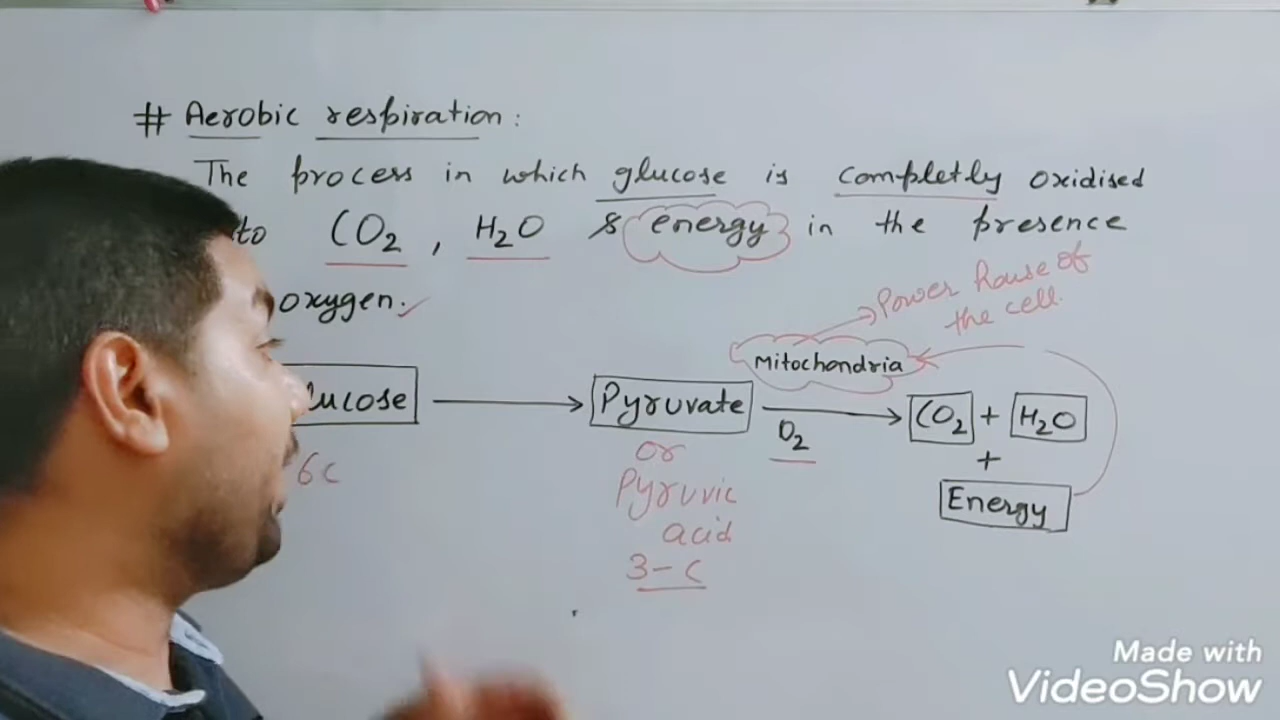 # Aerobic respiration :
The process in which glucose is completly oxidised
to CO2 , H2O & energy in the presence
oxygen.
Power house of
the cell.
Mitochondria
Pyruvate
O2
CO2 + H2O
+
Energy
6C
or
Pyruvic
acid
3-C
Made with
VideoShow